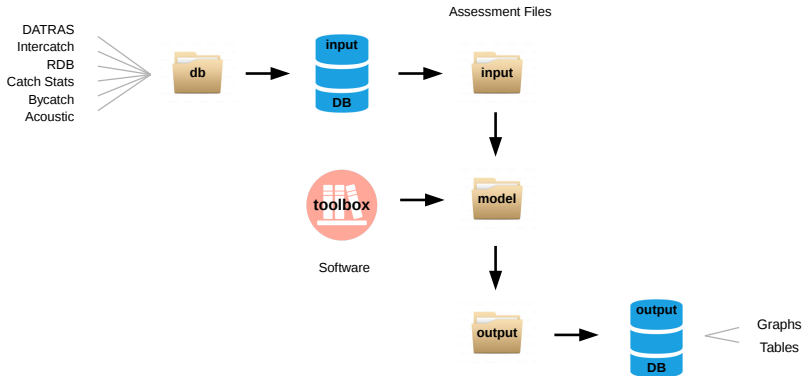 Assessment Files
DATRAS
Intercatch
RDB
Catch Stats
Bycatch
Acoustic
db
input
DB
input
toolbox
model
Software
output
output
DB
Graphs
Tables